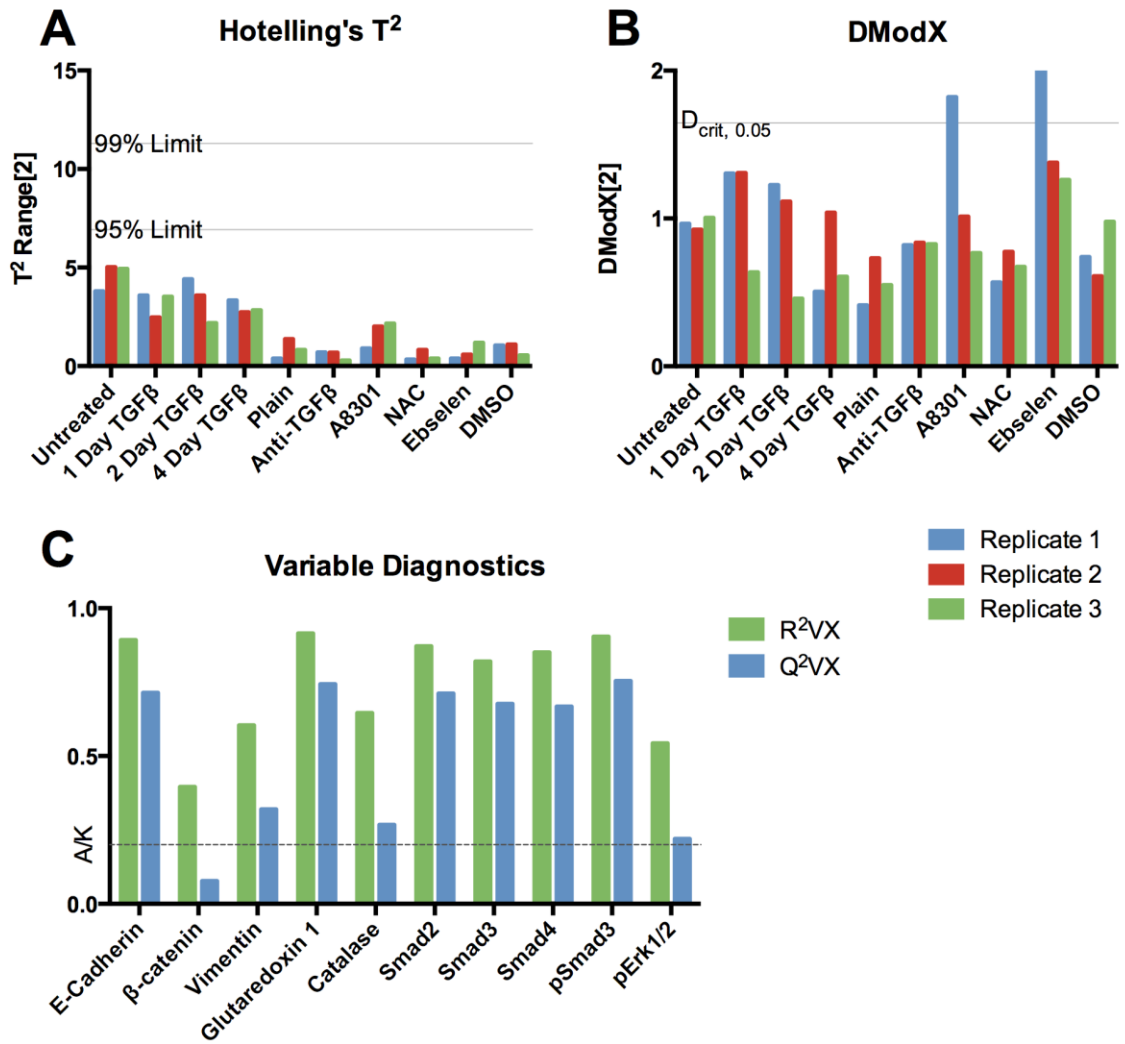 A
Hotelling's T²
15
10
5
0
T² Range[2]
99% Limit
95% Limit
Untreated
1 Day TGFβ
2 Day TGFβ
4 Day TGFβ
Plain
Anti-TGFβ
A8301
NAC
Ebselen
DMSO
B
DModX
2
1
0
DModX[2]
Dcrit, 0.05
Untreated
1 Day TGFβ
2 Day TGFβ
4 Day TGFβ
Plain
Anti-TGFβ
A8301
NAC
Ebselen
DMSO
Replicate 1
Replicate 2
Replicate 3
C
Variable Diagnostics
1.0
0.5
A/K
0.0
R²VX
Q²VX
E-Cadherin
β-catenin
Vimentin
Glutaredoxin 1
Catalase
Smad2
Smad3
Smad4
pSmad3
pErk1/2